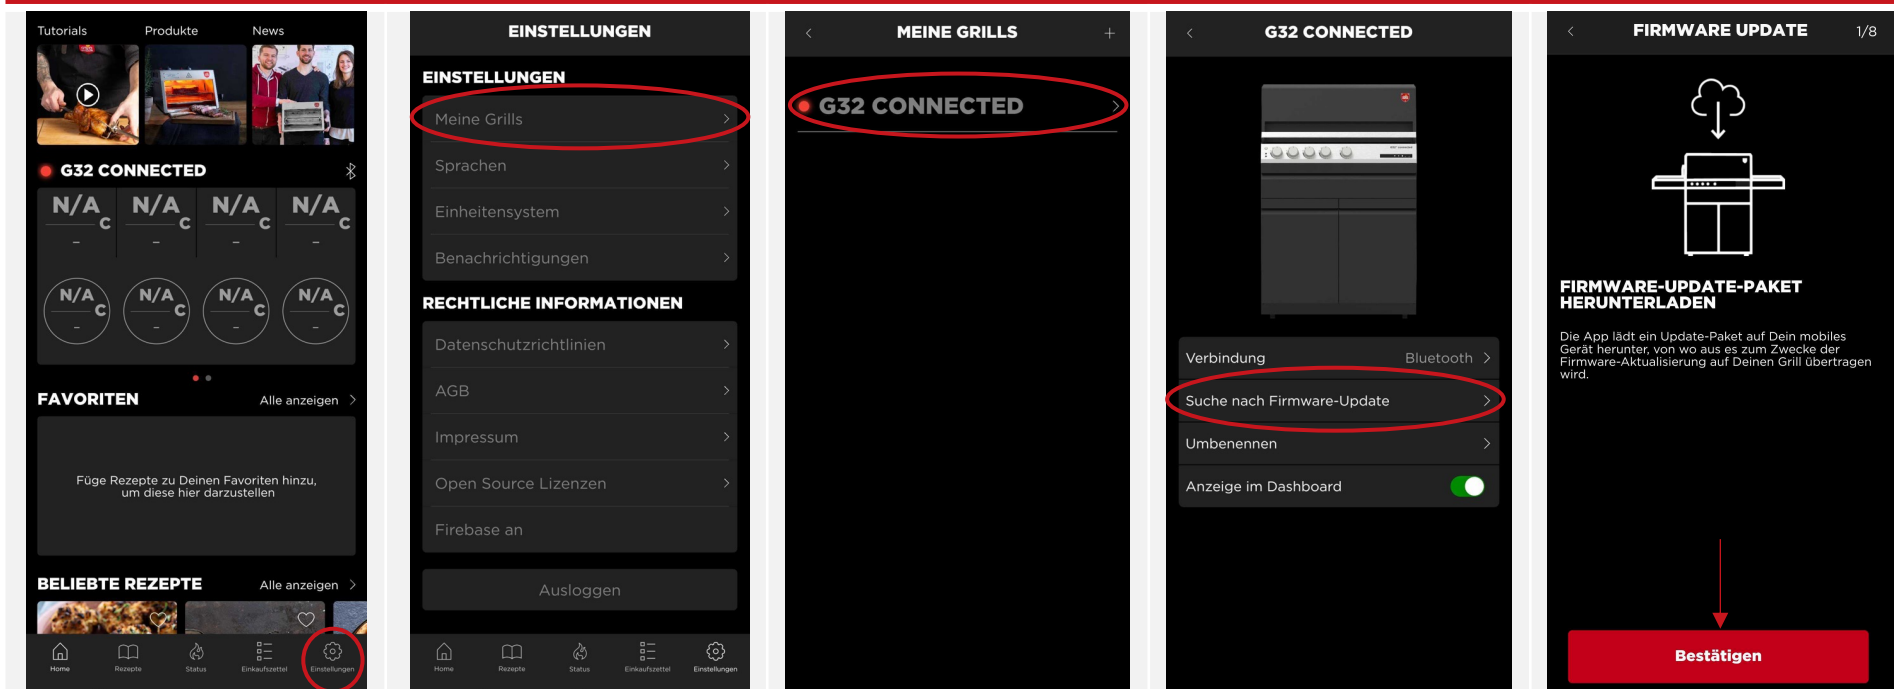 Tutorials
Produkte
News
G32 CONNECTED
N/A C
N/A C
N/A C
N/A C
-
-
-
-
N/A C
N/A C
N/A C
N/A C
-
-
-
-
FAVORITEN
Alle anzeigen >
Füge Rezepte zu Deinen Favoriten hinzu,
um diese hier darzustellen
BELIEBTE REZEPTE
Alle anzeigen >
Home
Rezepte
Status
Einkaufszettel
Einstellungen
EINSTELLUNGEN
EINSTELLUNGEN
Meine Grills >
Sprachen >
Einheitensystem >
Benachrichtigungen >
RECHTLICHE INFORMATIONEN
Datenschutzrichtlinien >
AGB >
Impressum >
Open Source Lizenzen >
Firebase an
Ausloggen
Home
Rezepte
Status
Einkaufszettel
Einstellungen
< MEINE GRILLS +
G32 CONNECTED >
< G32 CONNECTED
Verbindung Bluetooth >
Suche nach Firmware-Update >
Umbenennen >
Anzeige im Dashboard
< FIRMWARE UPDATE 1/8
FIRMWARE-UPDATE-PAKET
HERUNTERLADEN
Die App lädt ein Update-Paket auf Dein mobiles
Gerät herunter, von wo aus es zum Zwecke der
Firmware-Aktualisierung auf Deinen Grill übertragen
wird.
Bestätigen